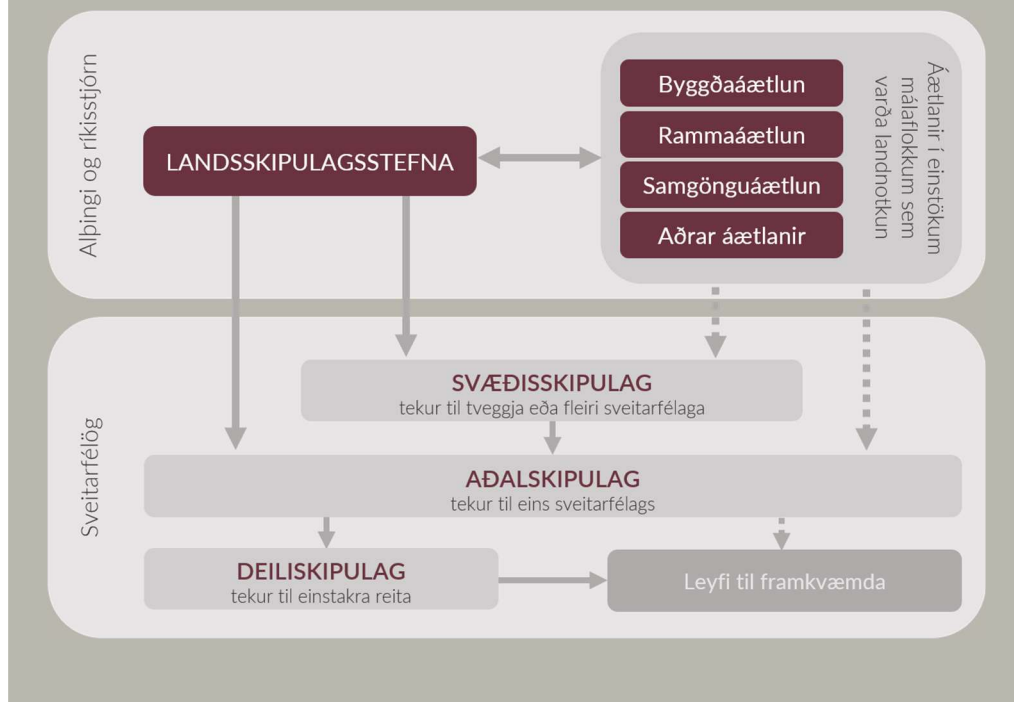 Alþingi og ríkisstjórn
LANDSSKIPULAGSSTEFNA
Byggðaáætlun
Rammaáætlun
Samgönguáætlun
Aðrar áætlanir
Áætlanir í einstökum
málaflokkum sem
varða landnotkun
Sveitarfélög
SVÆÐISSKIPULAG
tekur til tveggja eða fleiri sveitarfélaga
AÐALSKIPULAG
tekur til eins sveitarfélags
DEILISKIPULAG
tekur til einstakra reita
Leyfi til framkvæmda